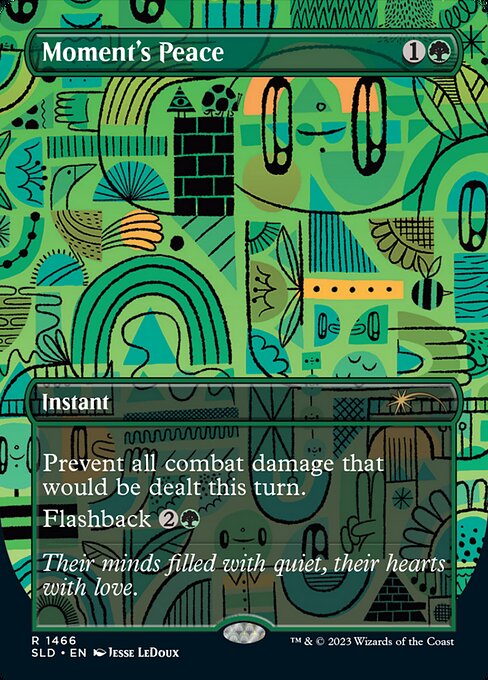 Moment's Peace 1
Instant
Prevent all combat damage that
would be dealt this turn.
Flashback 2
Their minds filled with quiet, their hearts
with love.
R 1466
SLD • EN Jesse LeDoux
™ & © 2023 Wizards of the Coast